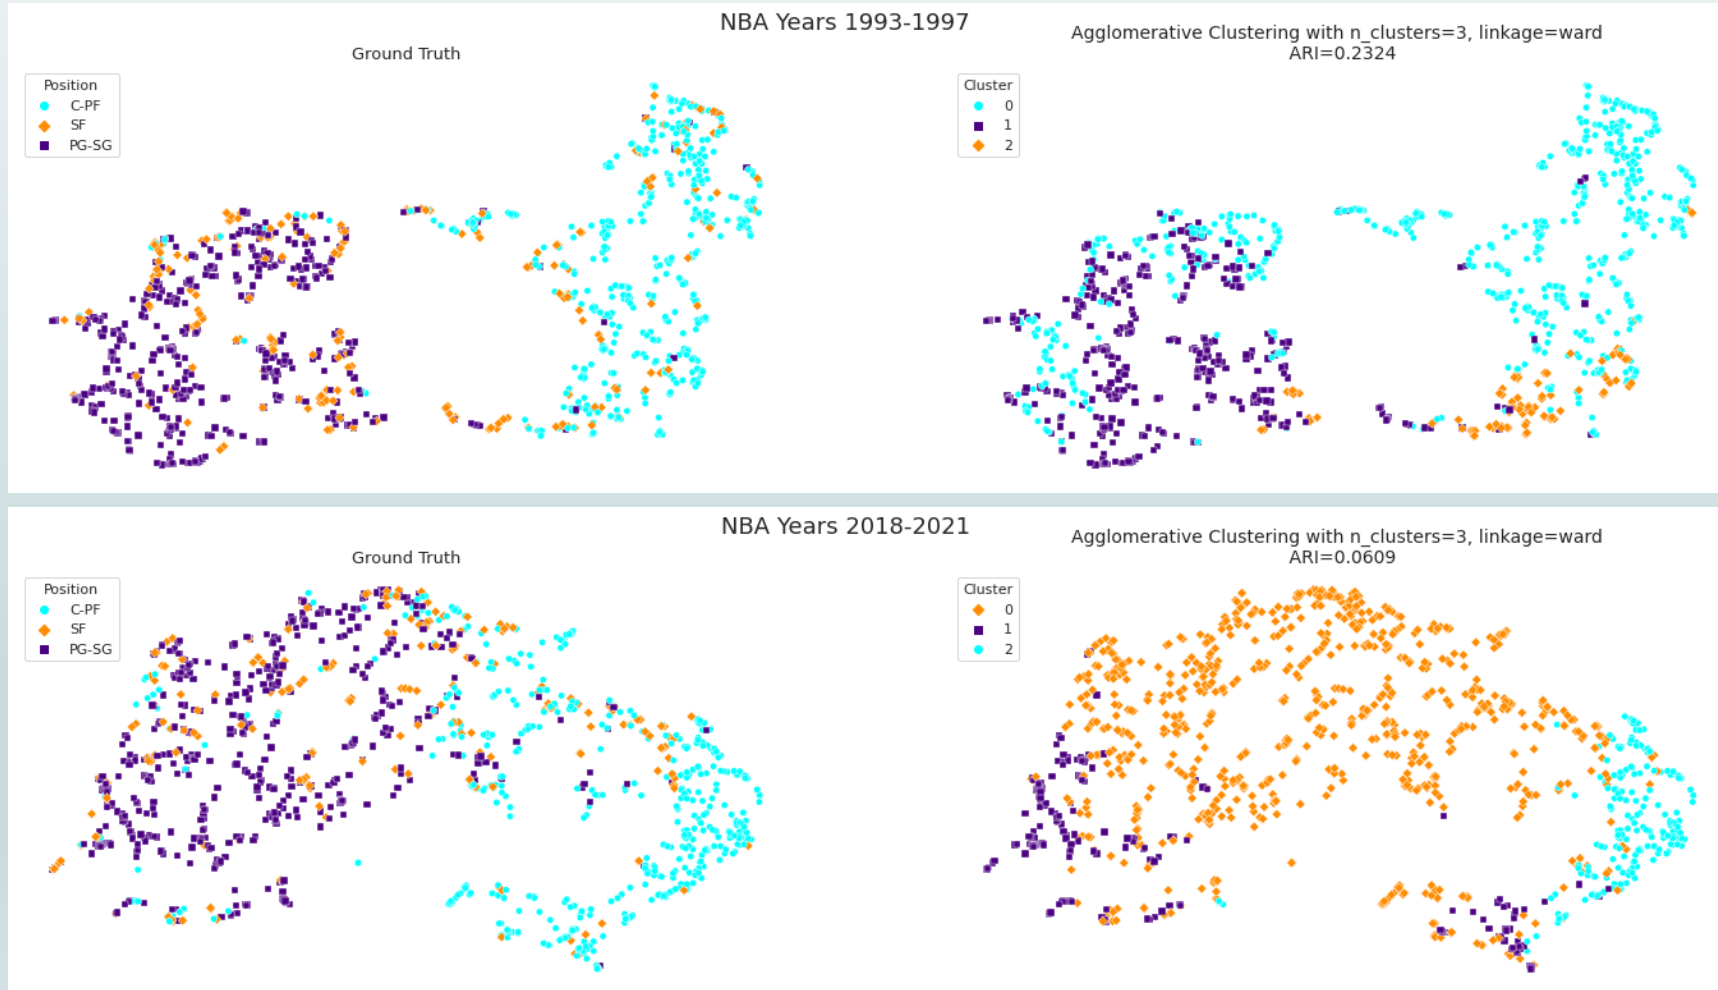 NBA Years 1993-1997
Ground Truth
Position
C-PF
SF
PG-SG
Agglomerative Clustering with n_clusters=3, linkage=ward
ARI=0.2324
Cluster
0
1
2
NBA Years 2018-2021
Ground Truth
Position
C-PF
SF
PG-SG
Agglomerative Clustering with n_clusters=3, linkage=ward
ARI=0.0609
Cluster
0
1
2